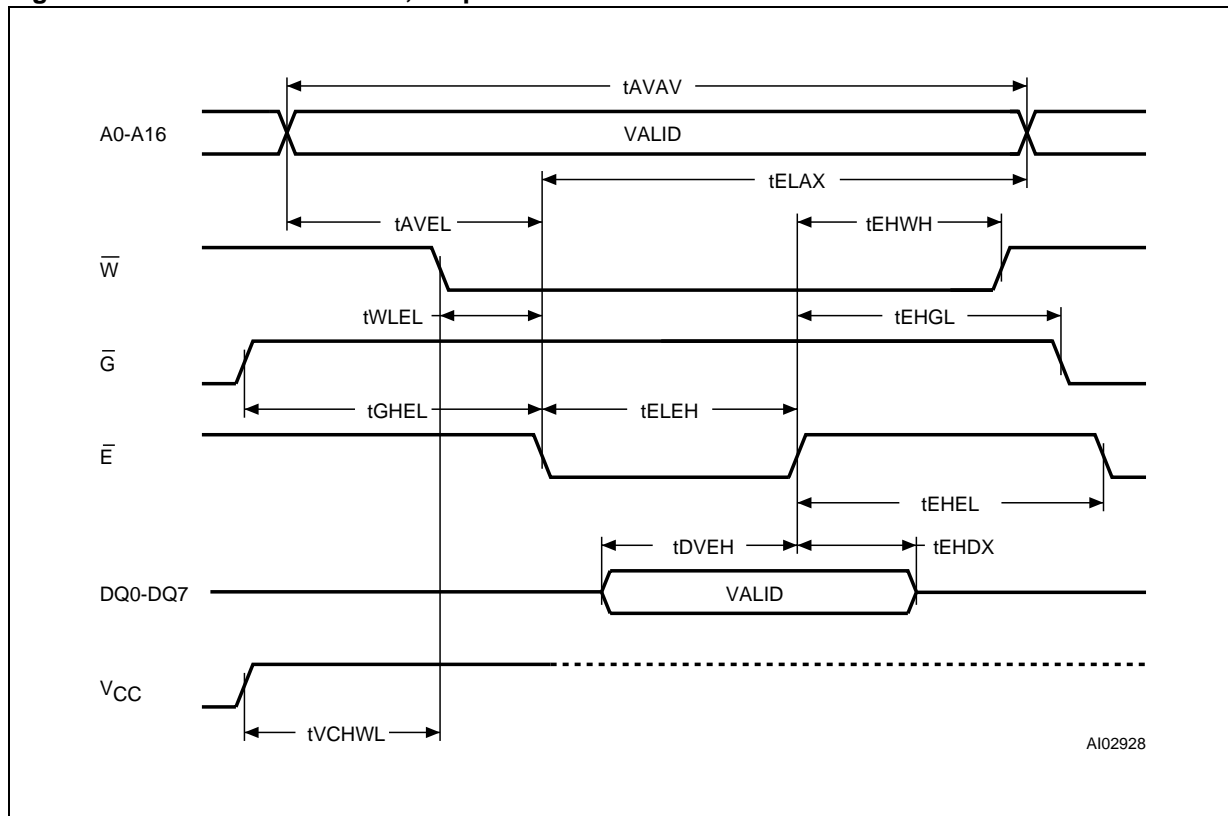 tAVAV
A0-A16 VALID
tELAX
tAVEL tEHWH
W̅
tWLEL tEHGL
G̅
tGHEL tELEH
E̅
tEHEL
tDVEH tEHDX
DQ0-DQ7 VALID
VCC
tVCHWL
AI02928